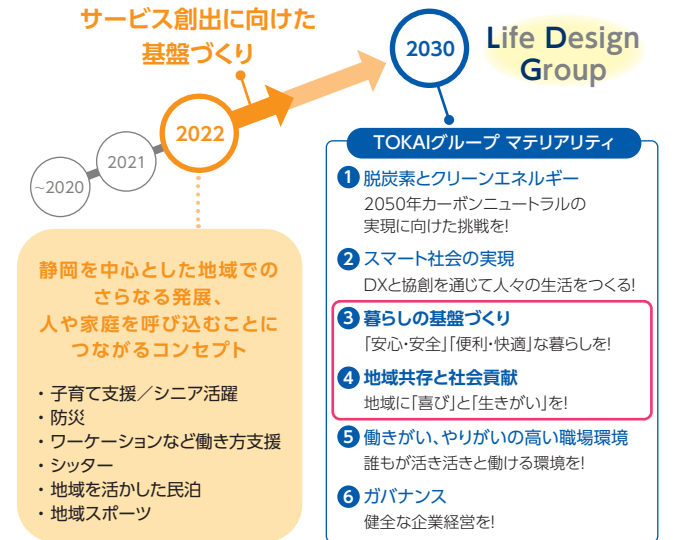 サービス創出に向けた
基盤づくり
2030
Life Design
Group
2022
2021
~2020
静岡を中心とした地域での
さらなる発展、
人や家庭を呼び込むことに
つながるコンセプト
・子育て支援／シニア活躍
・防災
・ワーケーションなど働き方支援
・シッター
・地域を活かした民泊
・地域スポーツ
TOKAIグループ マテリアリティ
1 脱炭素とクリーンエネルギー
2050年カーボンニュートラルの
実現に向けた挑戦を!
2 スマート社会の実現
DXと協創を通じて人々の生活をつくる!
3 暮らしの基盤づくり
「安心・安全」「便利・快適」な暮らしを!
4 地域共存と社会貢献
地域に「喜び」と「生きがい」を!
5 働きがい、やりがいの高い職場環境
誰もが活き活きと働ける環境を!
6 ガバナンス
健全な企業経営を!